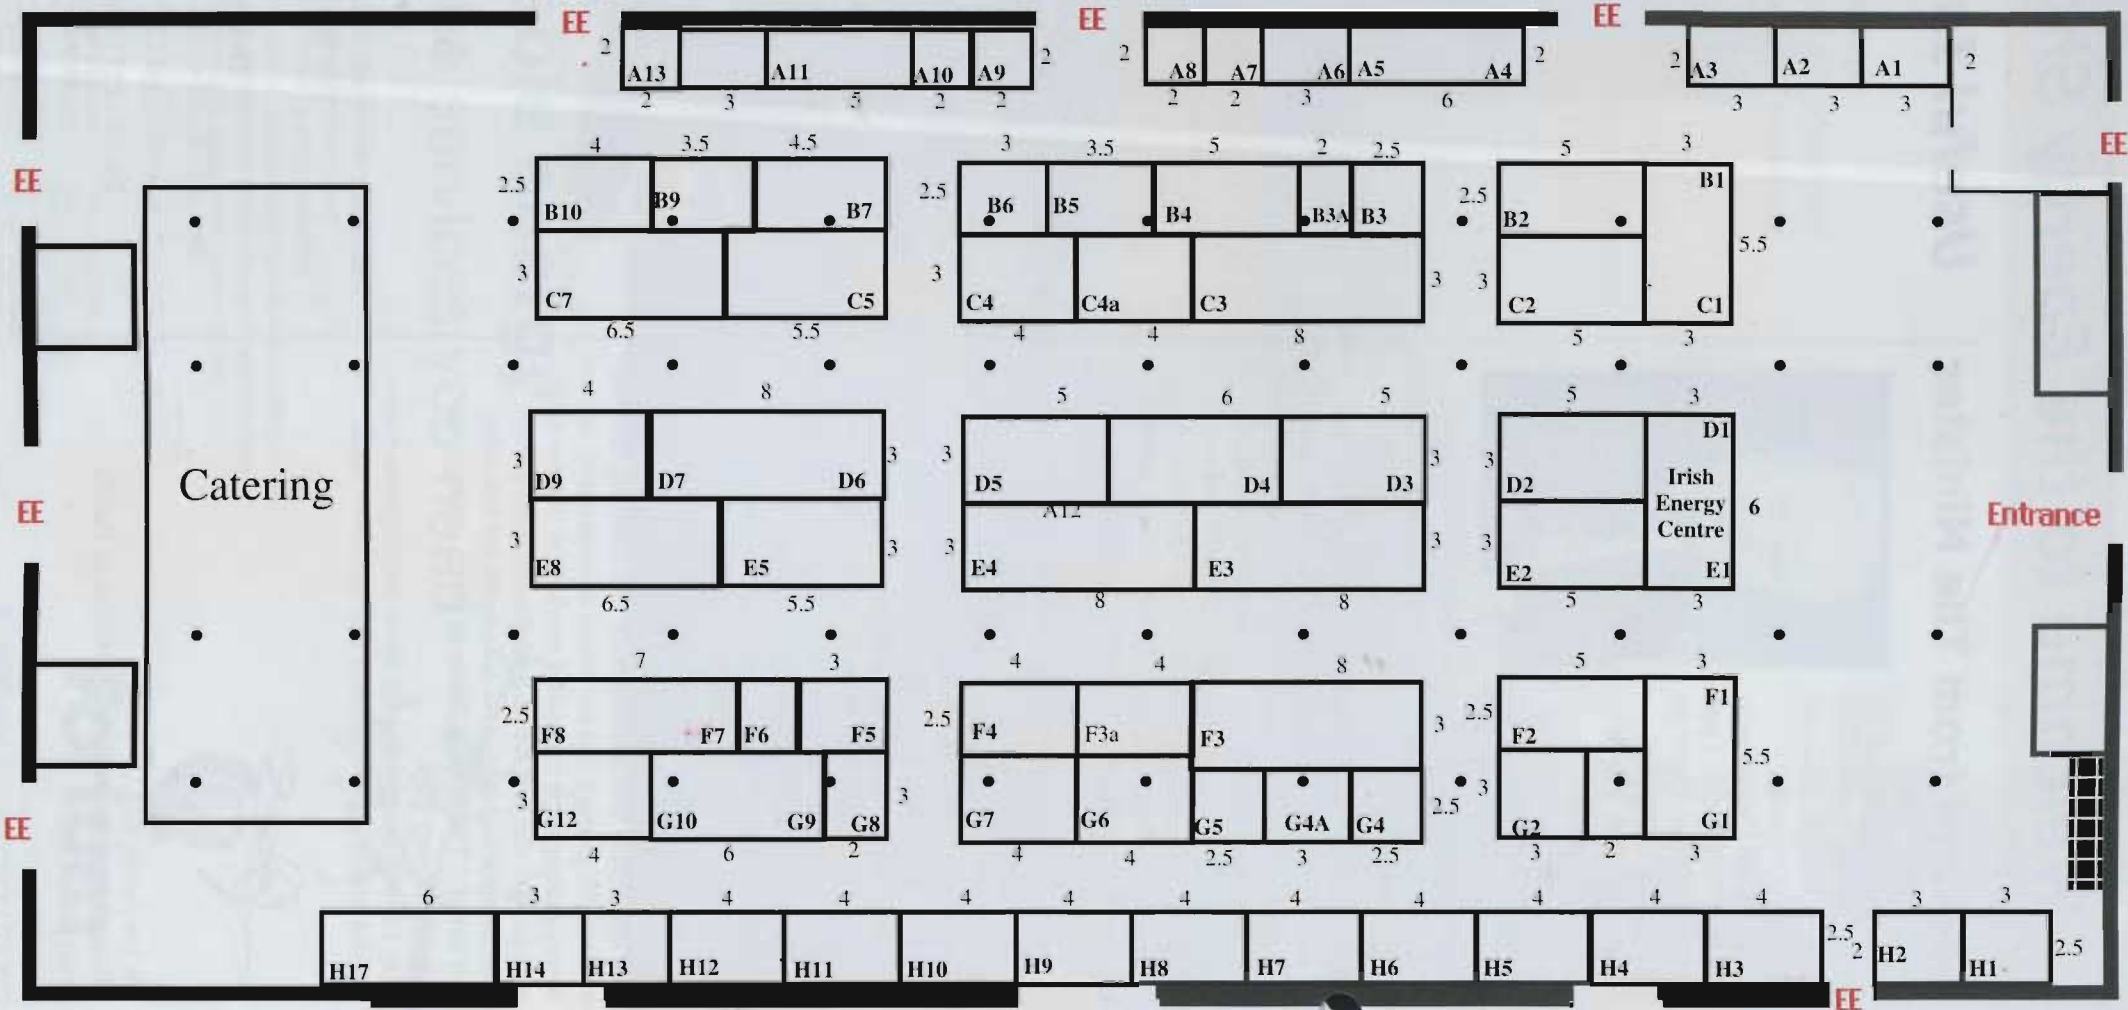 EE EE EE
2 A13 A11 A10 A9 2 2 A8 A7 A6 A5 A4 2 2 A3 A2 A1 2
2 3 5 2 2 2 2 3 6 3 3 3
EE
4 3.5 4.5 3 3.5 5 2 2.5 5 3
EE 2.5 B10 B9 B7 2.5 B6 B5 B4 B3A B3 2.5 B2 B1
5.5
3 C7 C5 3 C4 C4a C3 3 3 C2 C1
6.5 5.5 4 4 8 5 3
4 8 5 6 5 5 3
3 D9 D7 D6 3 3 D5 D4 D3 3 3 D2 D1
Catering
Irish
Energy
Centre
6
EE
Entrance
A12
3 E8 E5 3 3 E4 E3 3 3 E2 E1
6.5 5.5 8 8 5 3
7 3 4 4 8 5 3
2.5 F8 F7 F6 F5 2.5 F4 F3a F3 3 2.5 F2 F1
5.5
EE 3 G12 G10 G9 G8 3 G7 G6 G5 G4A G4 2.5 3 G2 G1
4 6 2 4 4 2.5 3 2.5 3 2 3
6 3 3 4 4 4 4 4 4 4 4 4 4 3 3
H17 H14 H13 H12 H11 H10 H9 H8 H7 H6 H5 H4 H3 2.5 2 H2 H1 2.5
EE